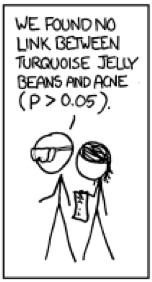 WE FOUND NO
LINK BETWEEN
TURQUOISE JELLY
BEANS AND ACNE
(P > 0.05).